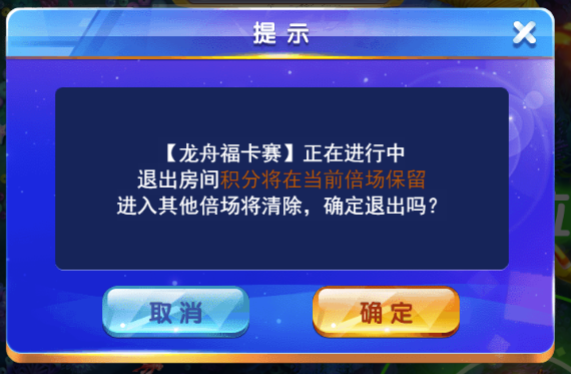 提示
【龙舟福卡赛】正在进行中
退出房间积分将在当前倍场保留
进入其他倍场将清除，确定退出吗？
取消
确定